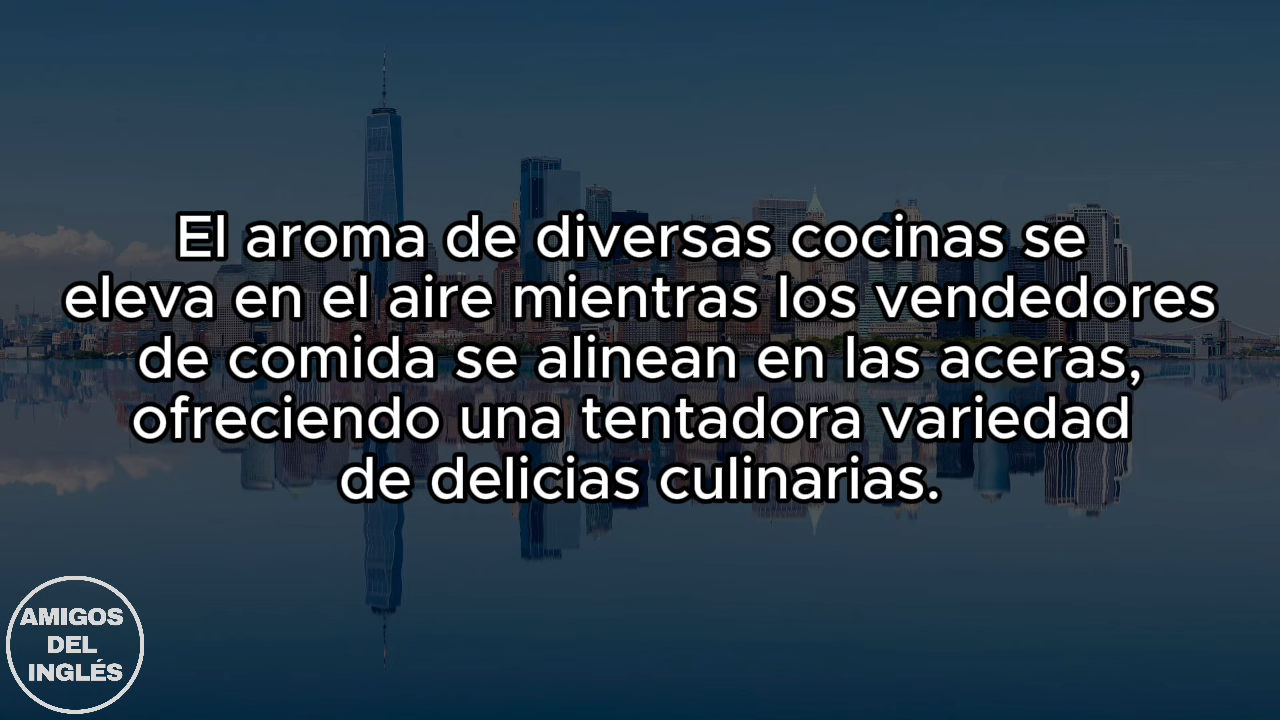 El aroma de diversas cocinas se
eleva en el aire mientras los vendedores
de comida se alinean en las aceras,
ofreciendo una tentadora variedad
de delicias culinarias.
AMIGOS
DEL
INGLÉS